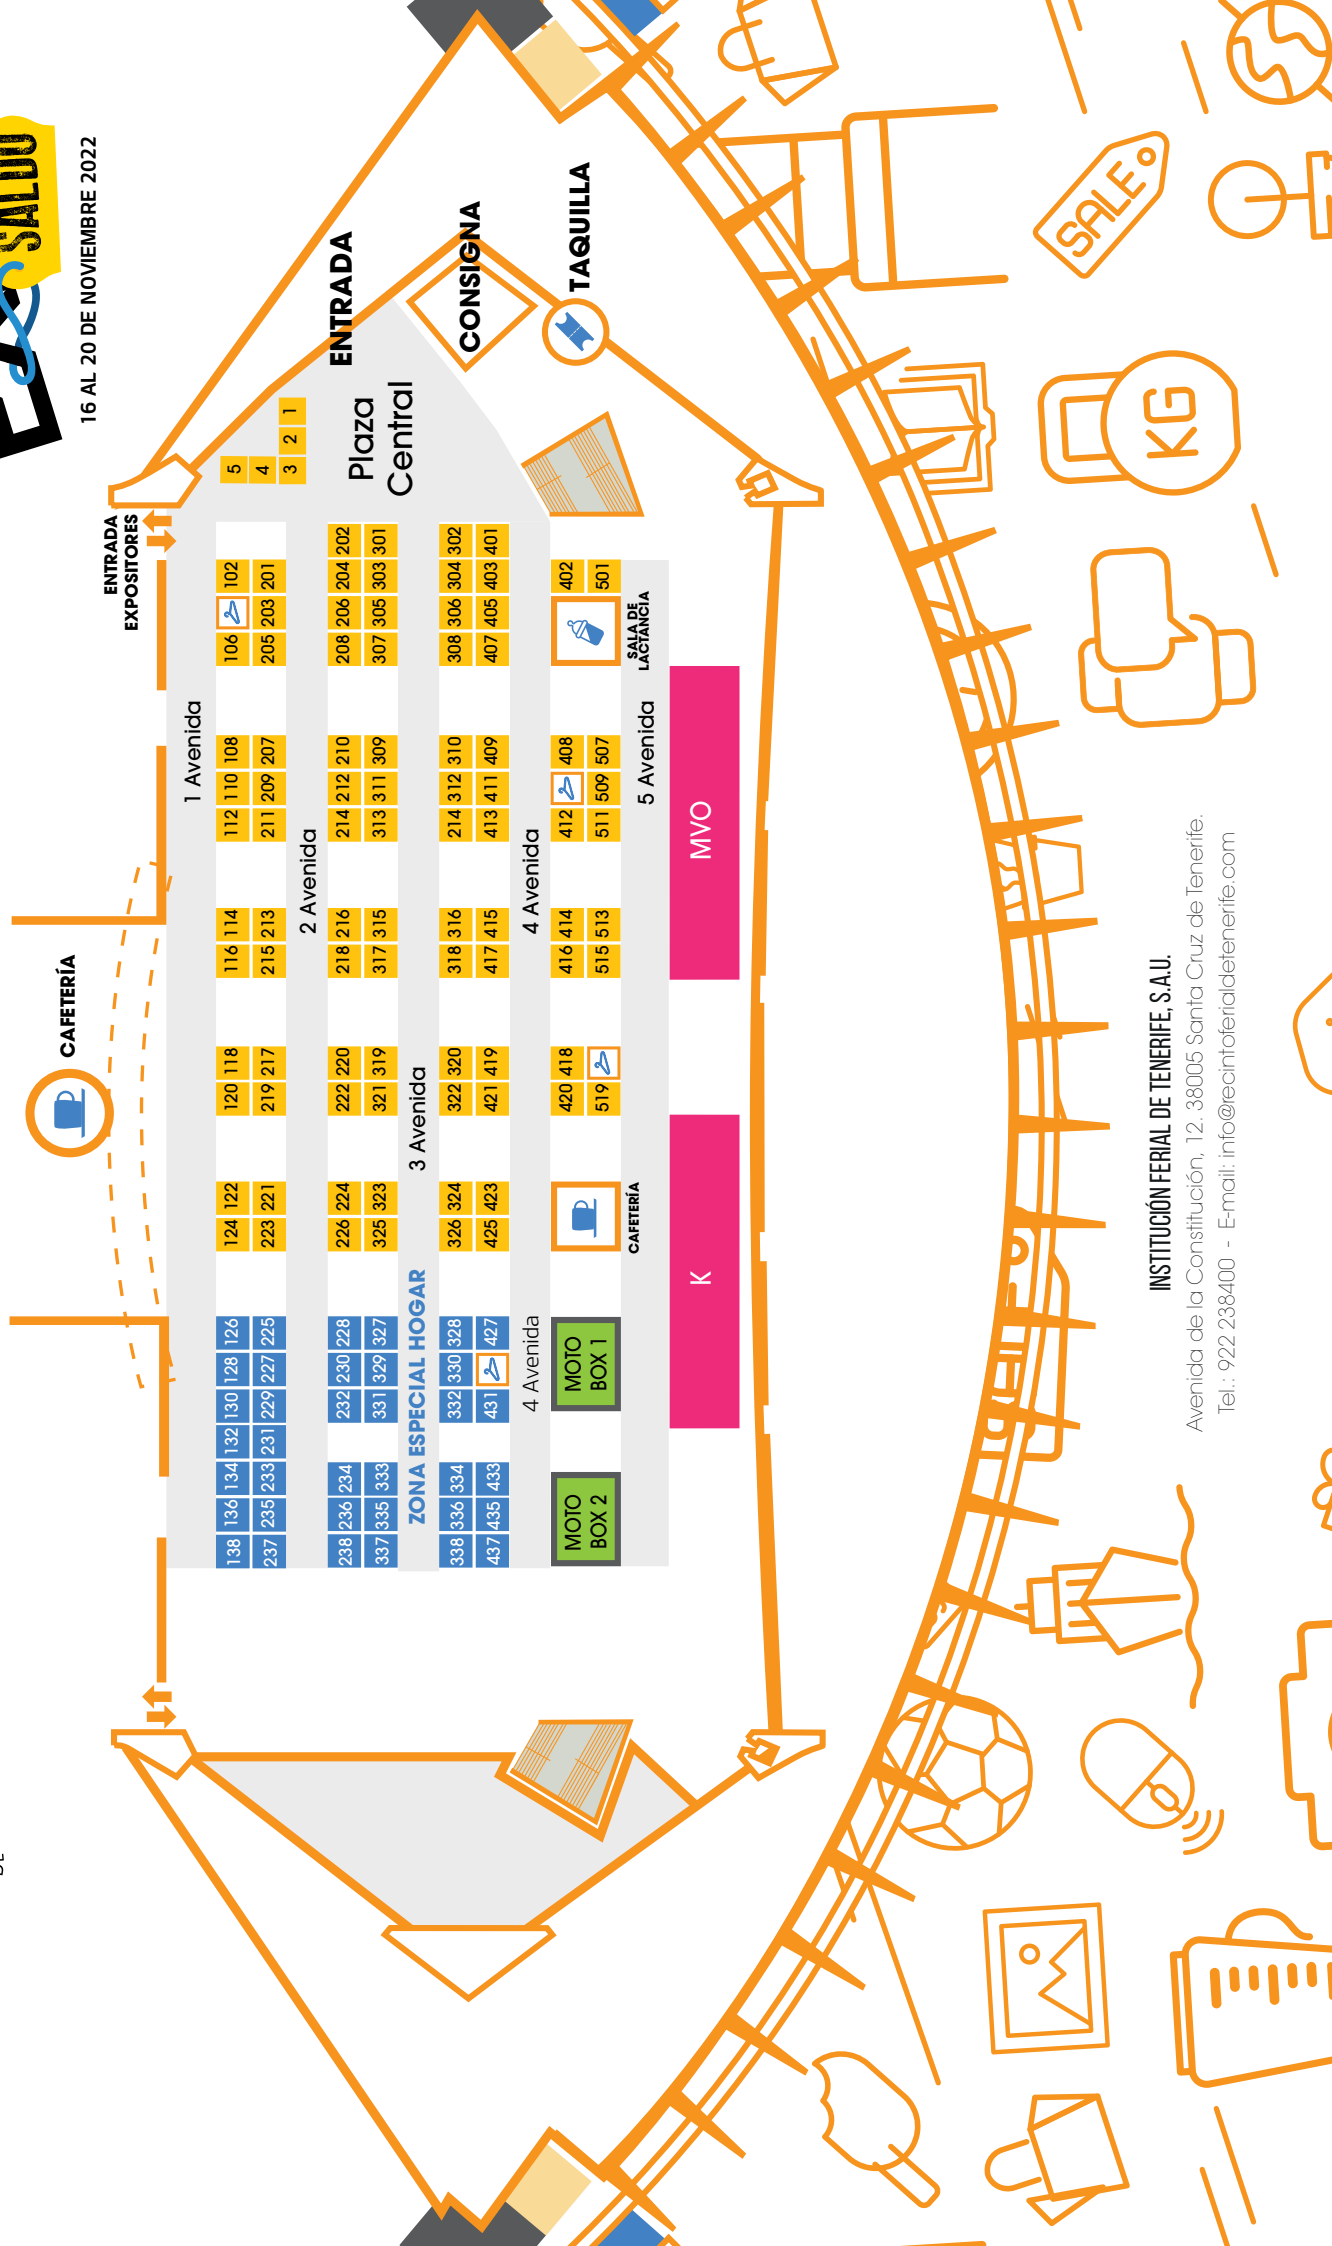 SALDO
16 AL 20 DE NOVIEMBRE 2022
CAFETERÍA
ENTRADA
EXPOSITORES
1 Avenida
138 136 134 132 130 128 126 124 122 120 118 116 114 112 110 108 106 102 5
4
237 235 233 231 229 227 225 223 221 219 217 215 213 211 209 207 205 203 201
3 2 1
2 Avenida
ENTRADA
238 236 234 232 230 228 226 224 222 220 218 216 214 212 210 208 206 204 202
Plaza
Central
337 335 333 331 329 327 325 323 321 319 317 315 313 311 309 307 305 303 301
ZONA ESPECIAL HOGAR
3 Avenida
338 336 334 332 330 328 326 324 322 320 318 316 214 312 310 308 306 304 302
CONSIGNA
437 435 433 431 427 425 423 421 419 417 415 413 411 409 407 405 403 401
4 Avenida
4 Avenida
TAQUILLA
MOTO
BOX 2
MOTO
BOX 1
420 418 416 414 412 408 402
519 515 513 511 509 507 501
CAFETERÍA
SALA DE
LACTANCIA
5 Avenida
K
MVO
SALE
KG
INSTITUCIÓN FERIAL DE TENERIFE, S.A.U.
Avenida de la Constitución, 12. 38005 Santa Cruz de Tenerife.
Tel.: 922 238400 - E-mail: info@recintoferialdetenerife.com